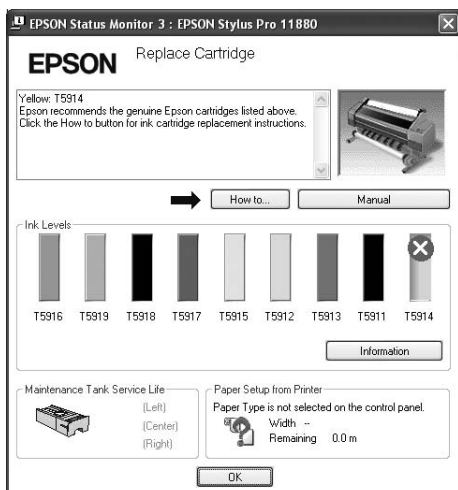 EPSON Status Monitor 3 : EPSON Stylus Pro 11880
EPSON
Replace Cartridge
Yellow: T5914
Epson recommends the genuine Epson cartridges listed above.
Click the How to button for ink cartridge replacement instructions.
How to...
Manual
Ink Levels
T5916 T5919 T5918 T5917 T5915 T5912 T5913 T5911 T5914
Information
Maintenance Tank Service Life
(Left)
(Center)
(Right)
Paper Setup from Printer
Paper Type is not selected on the control panel.
Width --
Remaining 0.0 m
OK